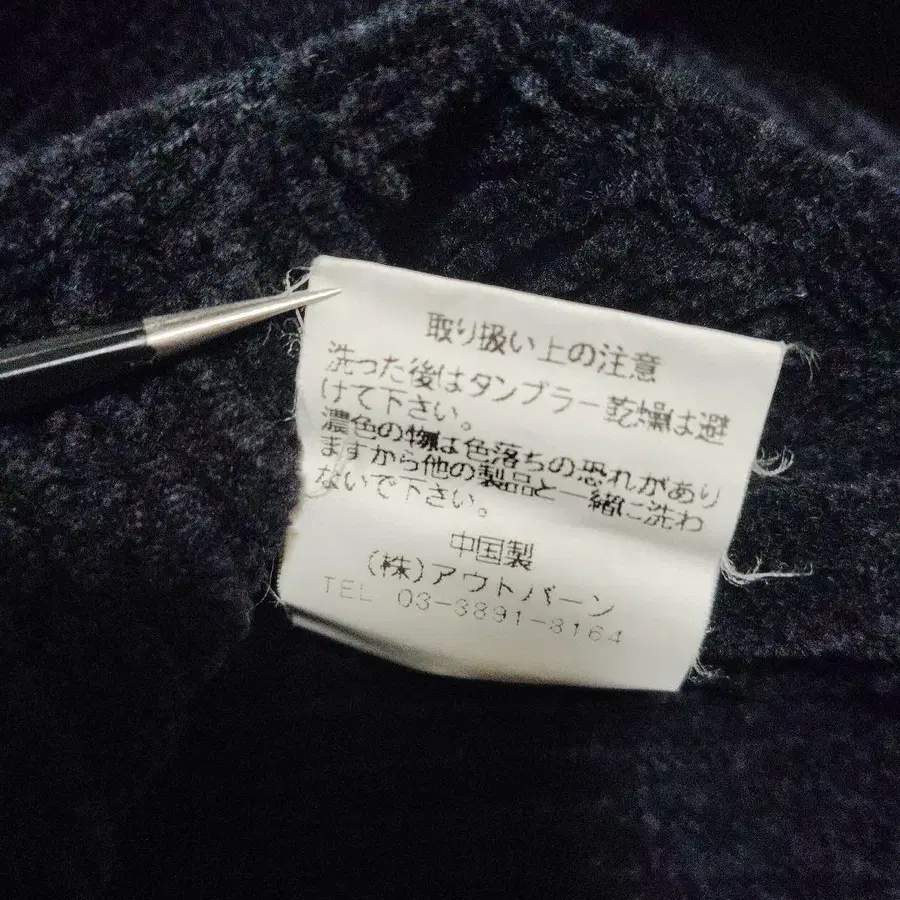 取り扱い上の注意
洗った後はタンブラー乾燥は避
けて下さい。
濃色の物は色落ちの恐れがあり
ますから他の製品と一緒に洗わ
ないで下さい。
中国製
(株)アウトバーン
TEL 03-3891-8164